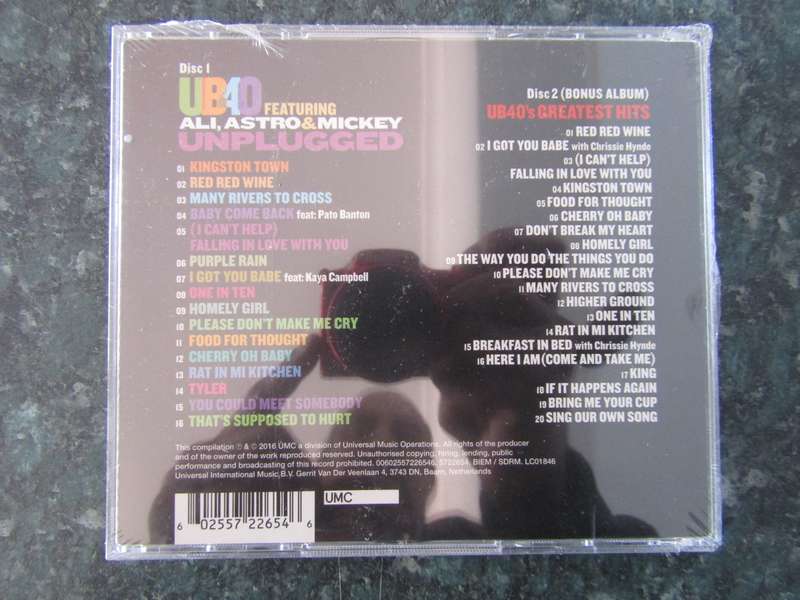 Disc 1
UB40 FEATURING
ALI, ASTRO & MICKEY
UNPLUGGED
01 KINGSTON TOWN
02 RED RED WINE
03 MANY RIVERS TO CROSS
04 BABY COME BACK feat: Pato Banton
05 (I CAN'T HELP)
FALLING IN LOVE WITH YOU
06 PURPLE RAIN
07 I GOT YOU BABE feat: Kaya Campbell
08 ONE IN TEN
09 HOMELY GIRL
10 PLEASE DON'T MAKE ME CRY
11 FOOD FOR THOUGHT
12 CHERRY OH BABY
13 RAT IN MI KITCHEN
14 TYLER
15 YOU COULD MEET SOMEBODY
16 THAT'S SUPPOSED TO HURT
Disc 2 (BONUS ALBUM)
UB40's GREATEST HITS
01 RED RED WINE
02 I GOT YOU BABE with Chrissie Hynde
03 (I CAN'T HELP)
FALLING IN LOVE WITH YOU
04 KINGSTON TOWN
05 FOOD FOR THOUGHT
06 CHERRY OH BABY
07 DON'T BREAK MY HEART
08 HOMELY GIRL
09 THE WAY YOU DO THE THINGS YOU DO
10 PLEASE DON'T MAKE ME CRY
11 MANY RIVERS TO CROSS
12 HIGHER GROUND
13 ONE IN TEN
14 RAT IN MI KITCHEN
15 BREAKFAST IN BED with Chrissie Hynde
16 HERE I AM (COME AND TAKE ME)
17 KING
18 IF IT HAPPENS AGAIN
19 BRING ME YOUR CUP
20 SING OUR OWN SONG
This compilation ℗ & © 2016 UMC a division of Universal Music Operations. All rights of the producer
and of the owner of the work reproduced reserved. Unauthorised copying, hiring, lending, public
performance and broadcasting of this record prohibited. 00602557226546, 5722654, BIEM / SDRM. LC01846
Universal International Music B.V. Gerrit Van Der Veenlaan 4, 3743 DN, Baarn, Netherlands
UMC
6 02557 22654 6